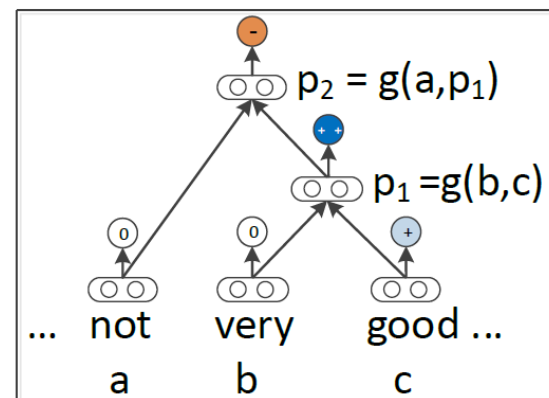 -
p₂ = g(a,p₁)
+ +
p₁ =g(b,c)
0 0 +
... not very good ...
a b c